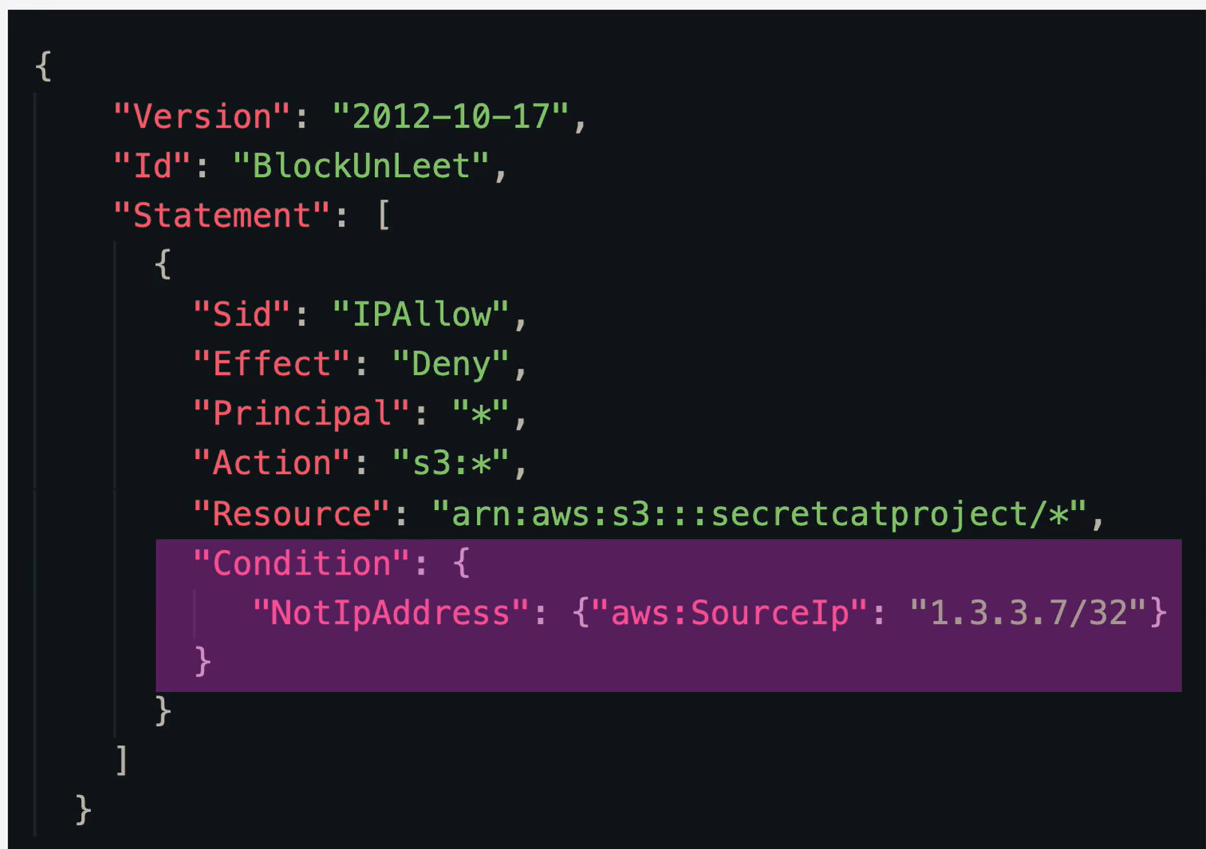 {
"Version": "2012-10-17",
"Id": "BlockUnLeet",
"Statement": [
{
"Sid": "IPAllow",
"Effect": "Deny",
"Principal": "*",
"Action": "s3:*",
"Resource": "arn:aws:s3:::secretcatproject/*",
"Condition": {
"NotIpAddress": {"aws:SourceIp": "1.3.3.7/32"}
}
}
]
}